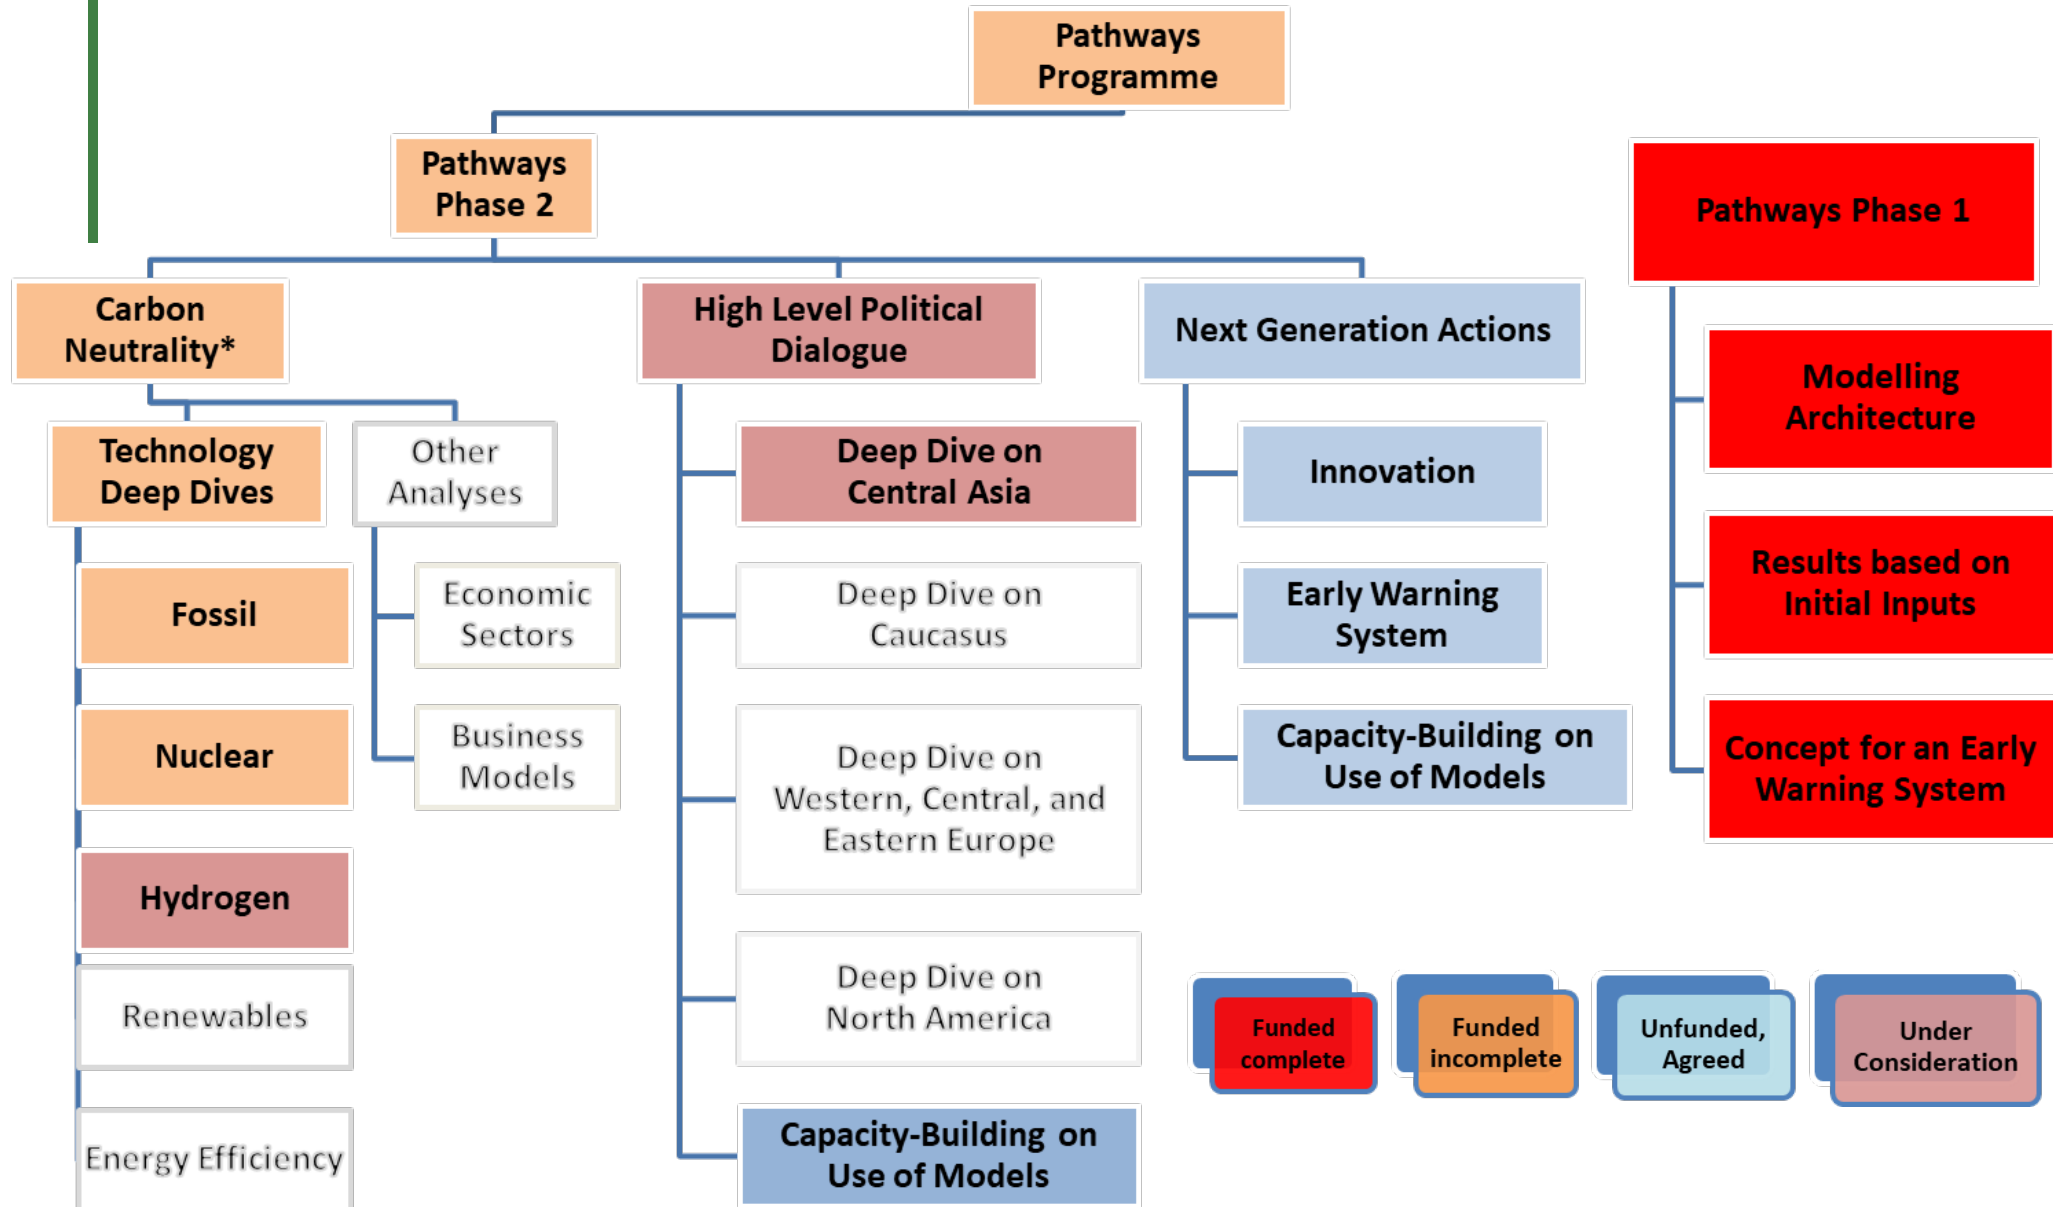 Pathways
Programme
Pathways
Phase 2
Pathways Phase 1
Carbon
Neutrality*
High Level Political
Dialogue
Next Generation Actions
Technology
Deep Dives
Other
Analyses
Fossil
Nuclear
Hydrogen
Renewables
Energy Efficiency
Economic
Sectors
Business
Models
Deep Dive on
Central Asia
Deep Dive on
Caucasus
Deep Dive on
Western, Central, and
Eastern Europe
Deep Dive on
North America
Capacity-Building on
Use of Models
Innovation
Early Warning
System
Capacity-Building on
Use of Models
Modelling
Architecture
Results based on
Initial Inputs
Concept for an Early
Warning System
Funded
complete
Funded
incomplete
Unfunded,
Agreed
Under
Consideration